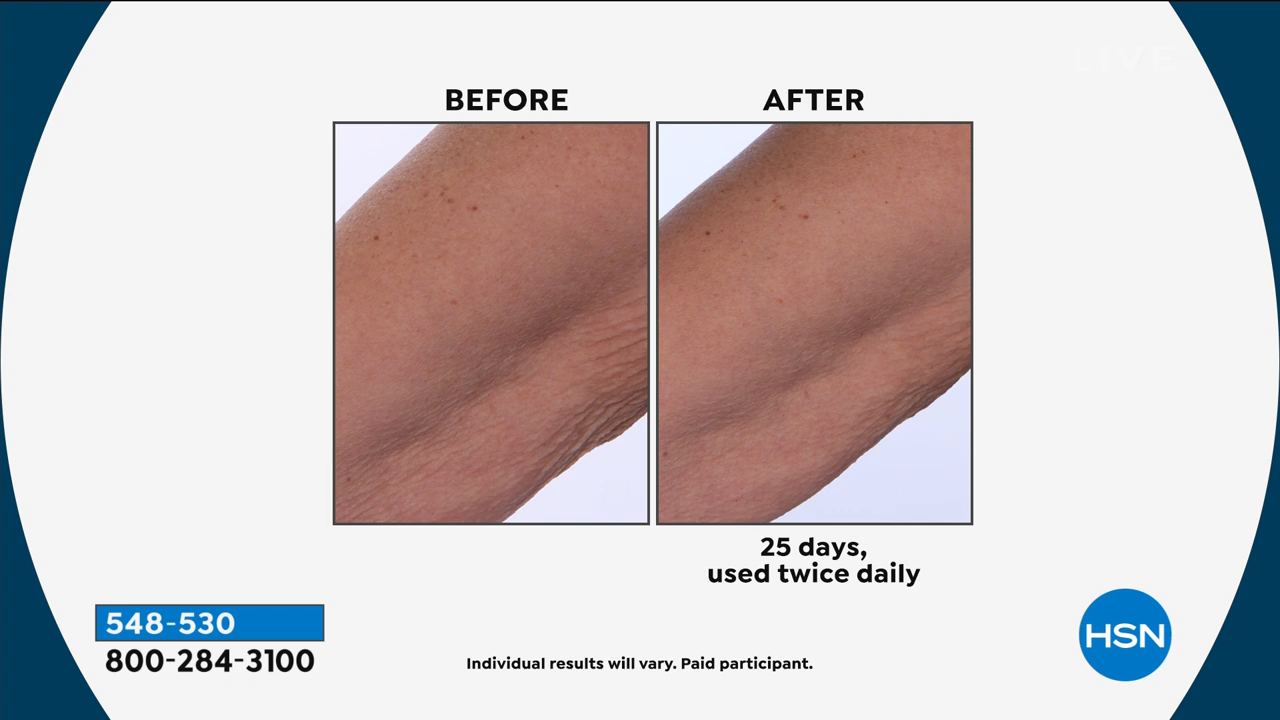 LIVE
BEFORE
AFTER
25 days,
used twice daily
548-530
800-284-3100
Individual results will vary. Paid participant.
HSN